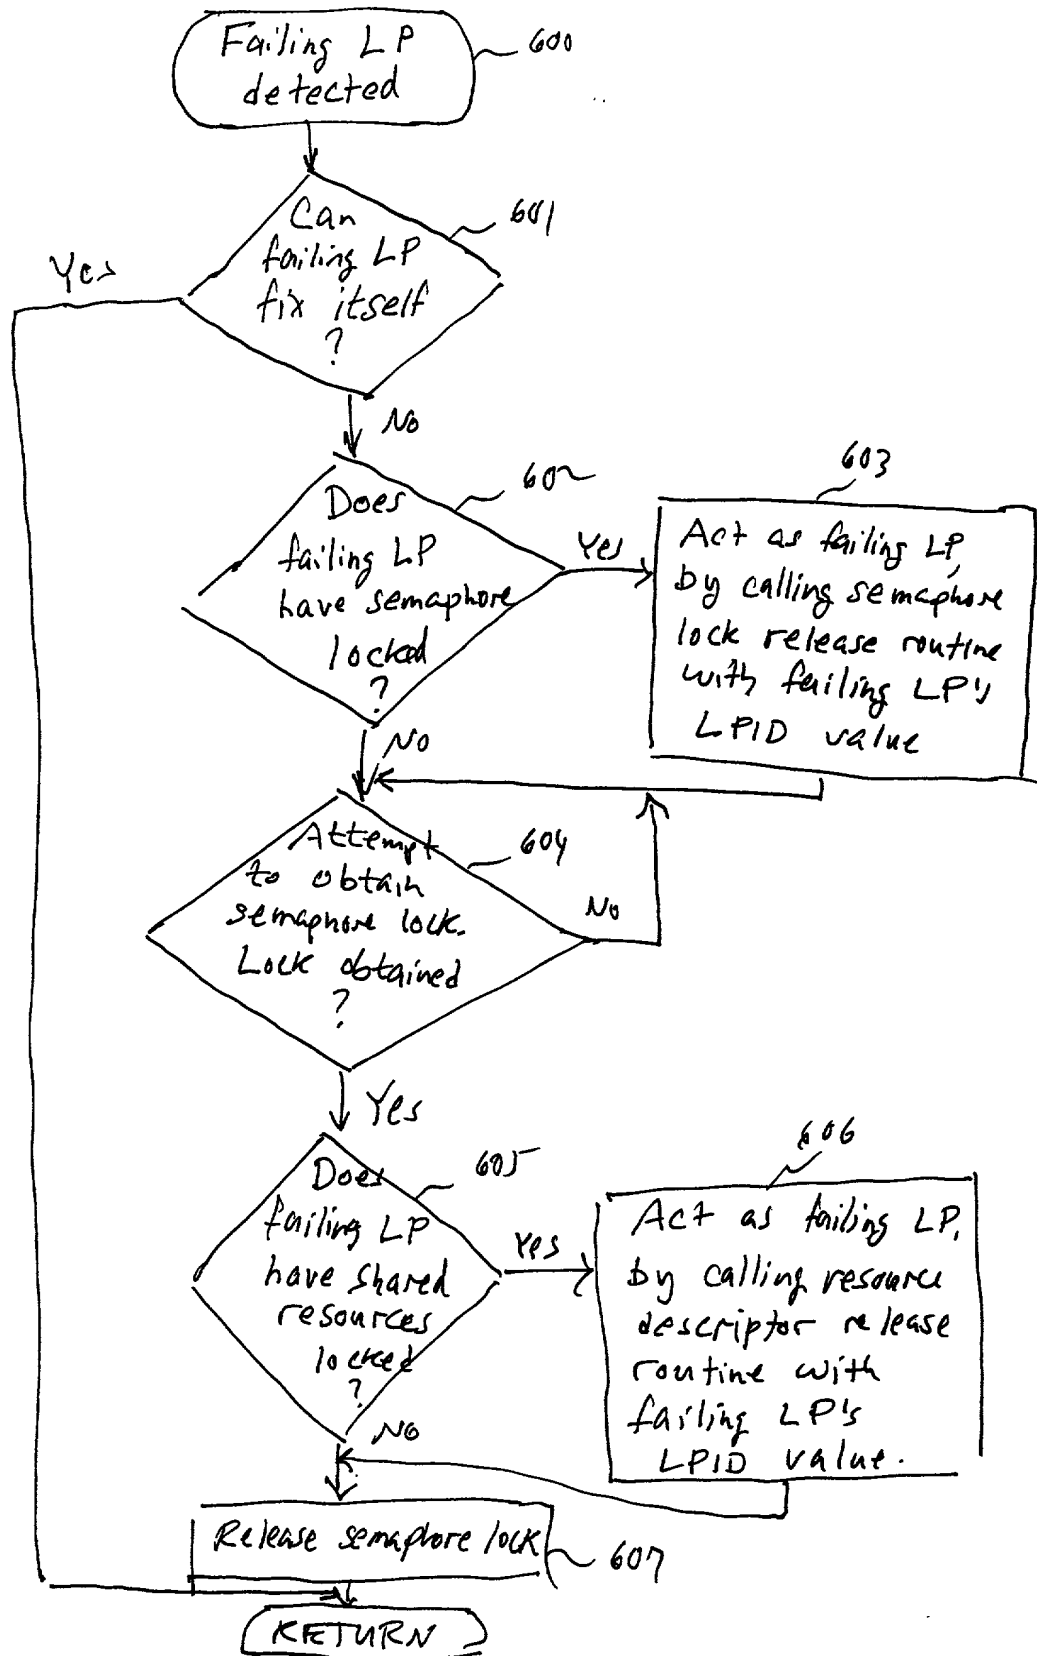 Failing LP
detected
600
Can
failing LP
fix itself
?
601
Yes
No
Does
failing LP
have semaphore
locked
?
602
Yes
603
Act as failing LP,
by calling semaphore
lock release routine
with failing LP's
LPID value
No
Attempt
to obtain
semaphore lock.
Lock obtained
?
604
No
Yes
Does
failing LP
have shared
resources
locked
?
605
Yes
606
Act as failing LP,
by calling resource
descriptor release
routine with
failing LP's
LPID value.
No
Release semaphore lock
607
RETURN